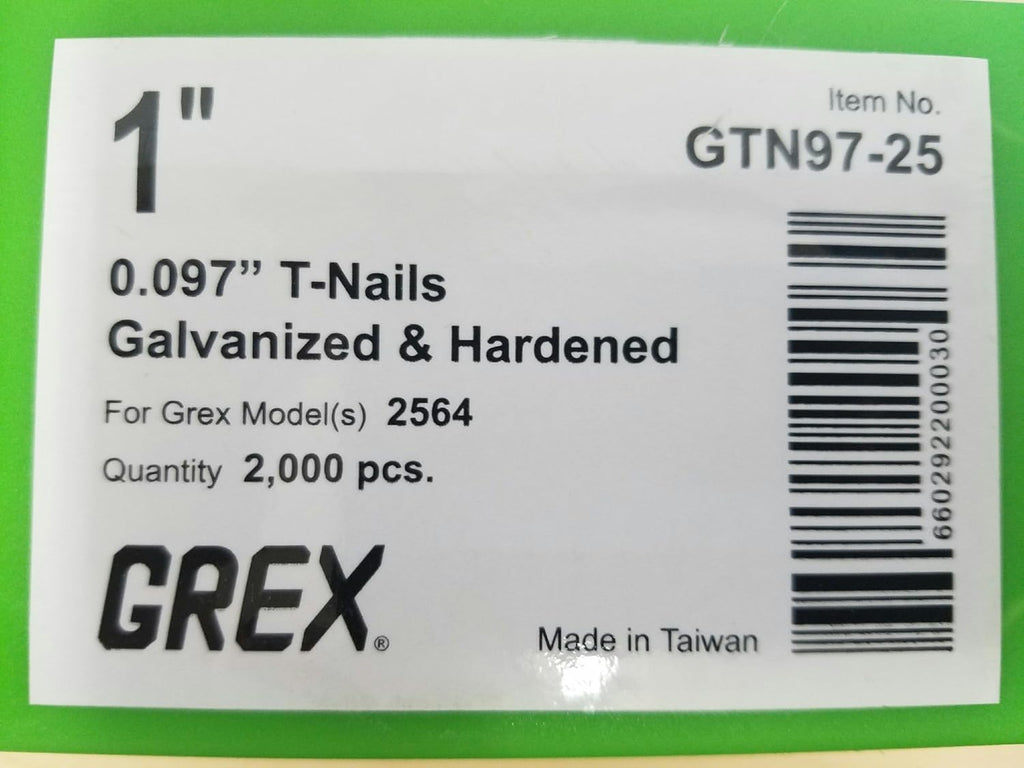 1"
Item No.
GTN97-25
0.097” T-Nails
Galvanized & Hardened
For Grex Model(s) 2564
Quantity 2,000 pcs.
660292200030
GREX®
Made in Taiwan